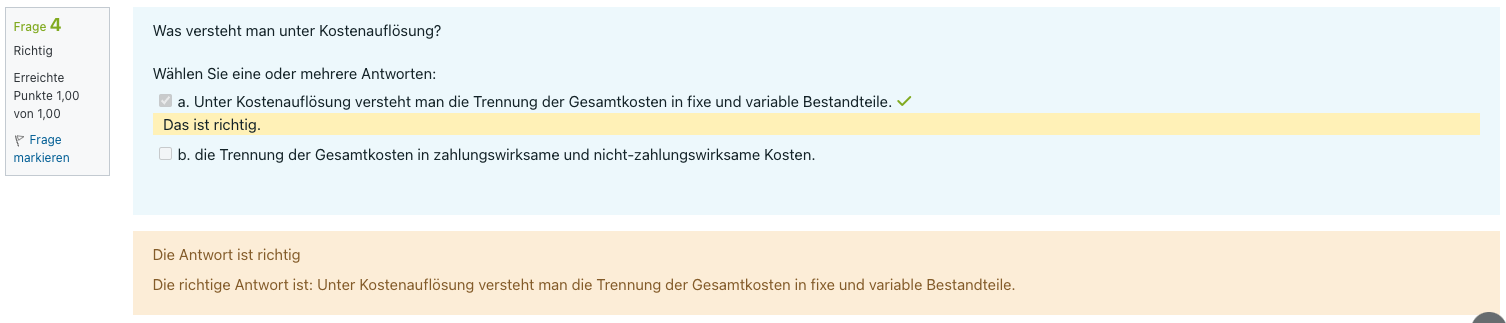 Frage 4
Richtig
Erreichte
Punkte 1,00
von 1,00
Frage
markieren
Was versteht man unter Kostenauflösung?
Wählen Sie eine oder mehrere Antworten:
a. Unter Kostenauflösung versteht man die Trennung der Gesamtkosten in fixe und variable Bestandteile.
Das ist richtig.
b. die Trennung der Gesamtkosten in zahlungswirksame und nicht-zahlungswirksame Kosten.
Die Antwort ist richtig
Die richtige Antwort ist: Unter Kostenauflösung versteht man die Trennung der Gesamtkosten in fixe und variable Bestandteile.